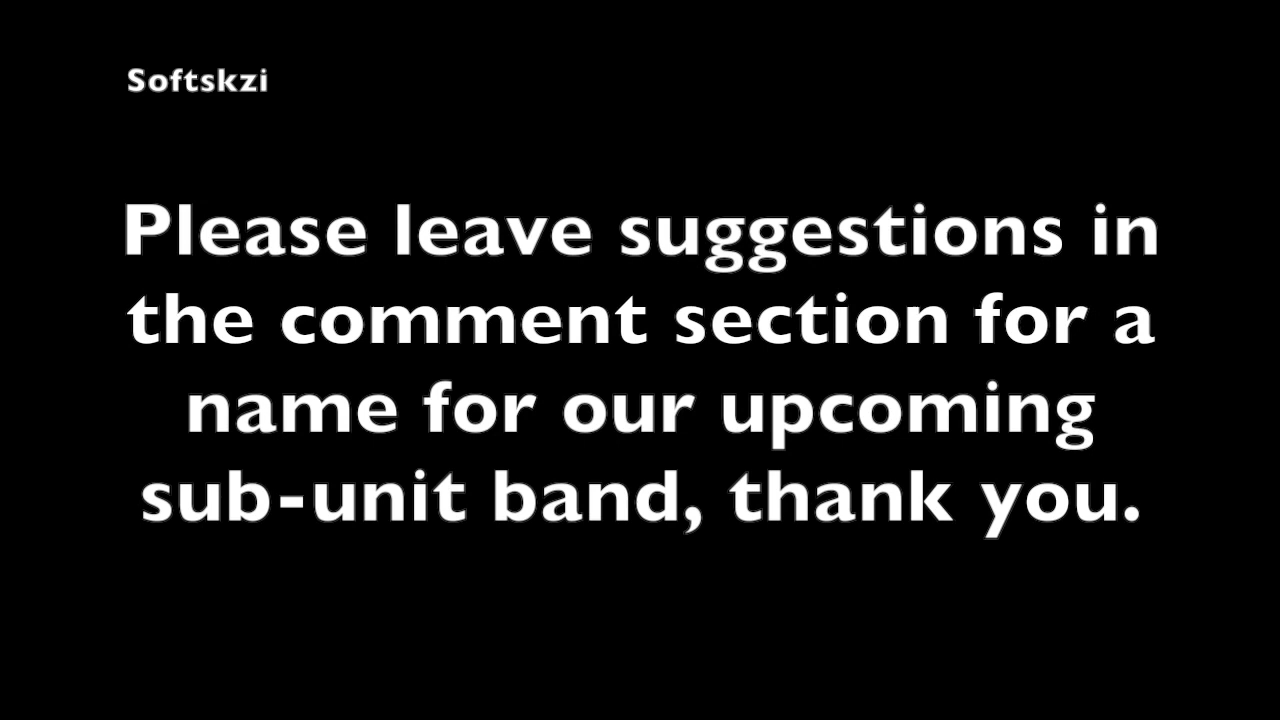 Softskzi
Please leave suggestions in
the comment section for a
name for our upcoming
sub-unit band, thank you.